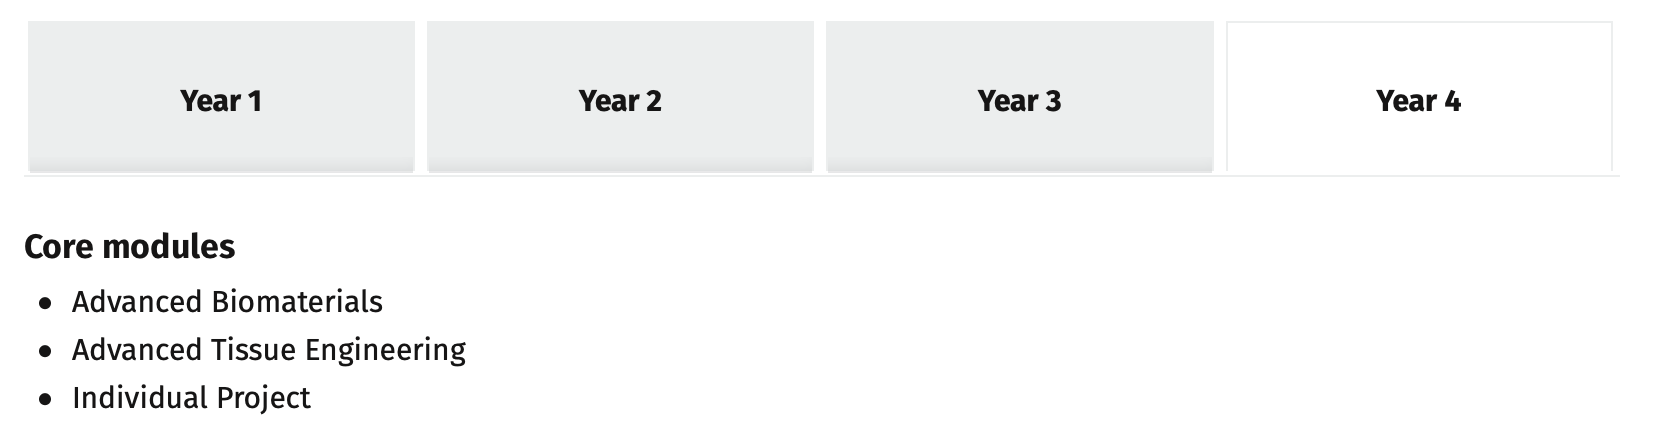 Year 1
Year 2
Year 3
Year 4
Core modules
Advanced Biomaterials
Advanced Tissue Engineering
Individual Project